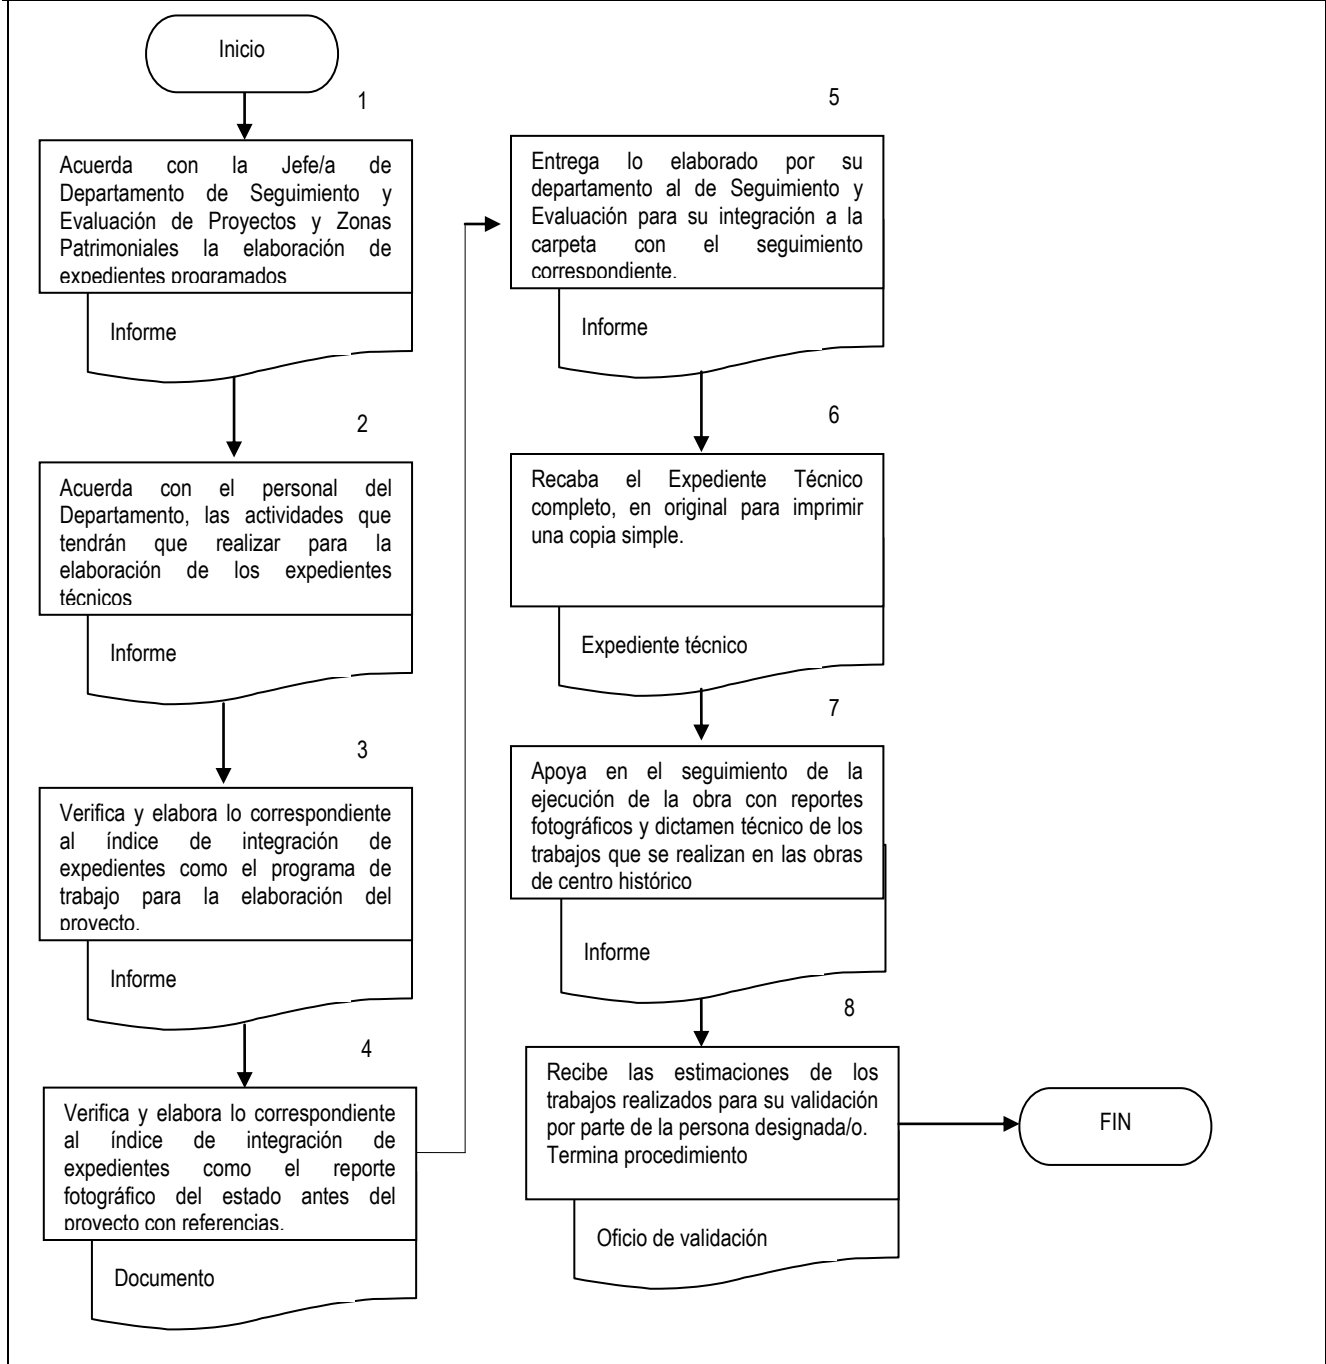 Inicio
1
Acuerda con la Jefe/a de
Departamento de Seguimiento y
Evaluación de Proyectos y Zonas
Patrimoniales la elaboración de
expedientes programados
Informe
2
Acuerda con el personal del
Departamento, las actividades que
tendrán que realizar para la
elaboración de los expedientes
técnicos
Informe
3
Verifica y elabora lo correspondiente
al índice de integración de
expedientes como el programa de
trabajo para la elaboración del
proyecto.
Informe
4
Verifica y elabora lo correspondiente
al índice de integración de
expedientes como el reporte
fotográfico del estado antes del
proyecto con referencias.
Documento
5
Entrega lo elaborado por su
departamento al de Seguimiento y
Evaluación para su integración a la
carpeta con el seguimiento
correspondiente.
Informe
6
Recaba el Expediente Técnico
completo, en original para imprimir
una copia simple.
Expediente técnico
7
Apoya en el seguimiento de la
ejecución de la obra con reportes
fotográficos y dictamen técnico de los
trabajos que se realizan en las obras
de centro histórico
Informe
8
Recibe las estimaciones de los
trabajos realizados para su validación
por parte de la persona designada/o.
Termina procedimiento
Oficio de validación
FIN